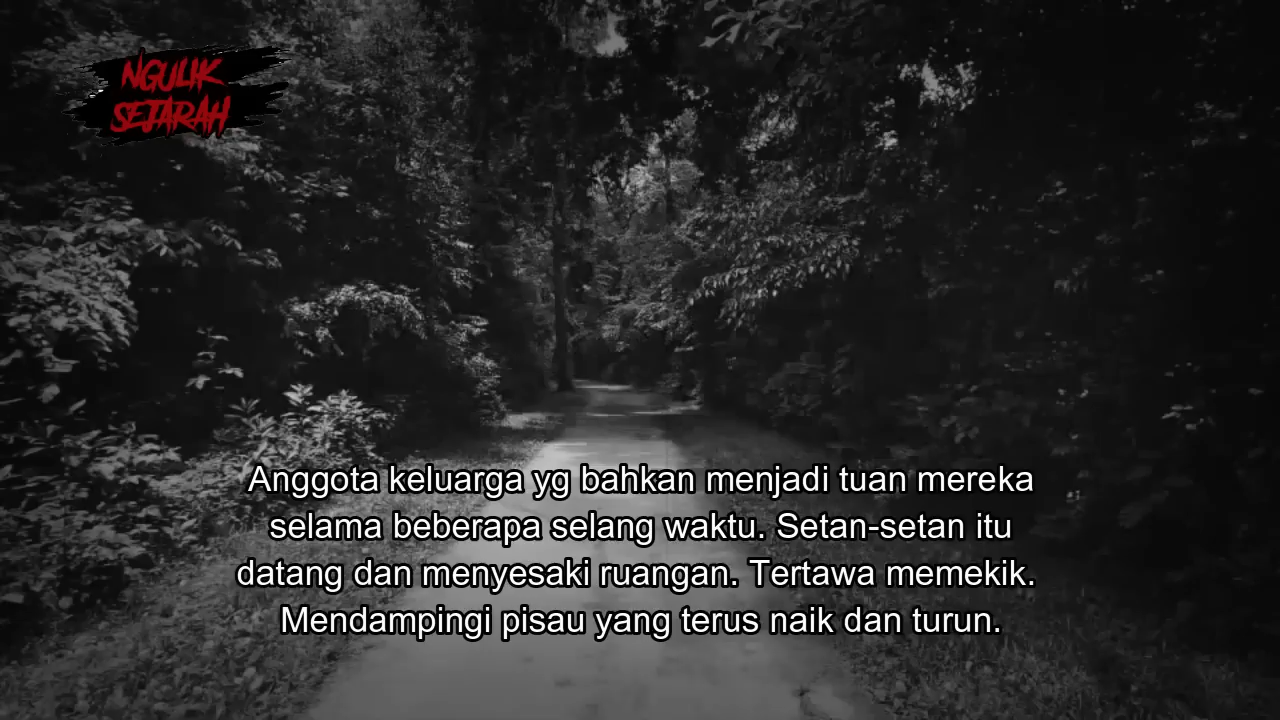 NGULIK
SEJARAH
Anggota keluarga yg bahkan menjadi tuan mereka
selama beberapa selang waktu. Setan-setan itu
datang dan menyesaki ruangan. Tertawa memekik.
Mendampingi pisau yang terus naik dan turun.